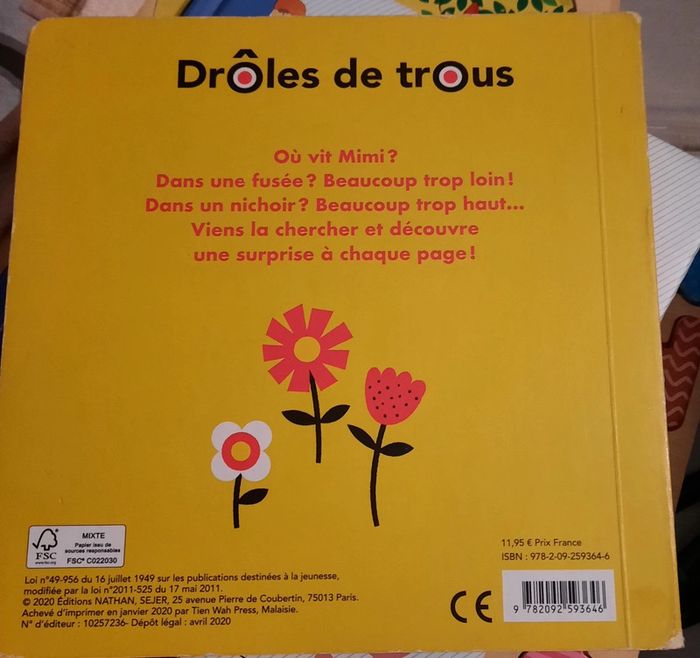 Drôles de trous
Où vit Mimi ?
Dans une fusée ? Beaucoup trop loin !
Dans un nichoir ? Beaucoup trop haut...
Viens la chercher et découvre
une surprise à chaque page !
FSC
www.fsc.org
MIXTE
Papier issu de
sources responsables
FSC® C022030
11,95 € Prix France
ISBN : 978-2-09-259364-6
Loi n°49-956 du 16 juillet 1949 sur les publications destinées à la jeunesse,
modifiée par la loi n°2011-525 du 17 mai 2011.
© 2020 Éditions NATHAN, SEJER, 25 avenue Pierre de Coubertin, 75013 Paris.
Achevé d'imprimer en janvier 2020 par Tien Wah Press, Malaisie.
N° d'éditeur : 10257236- Dépôt légal : avril 2020
CE
9 782092 593646